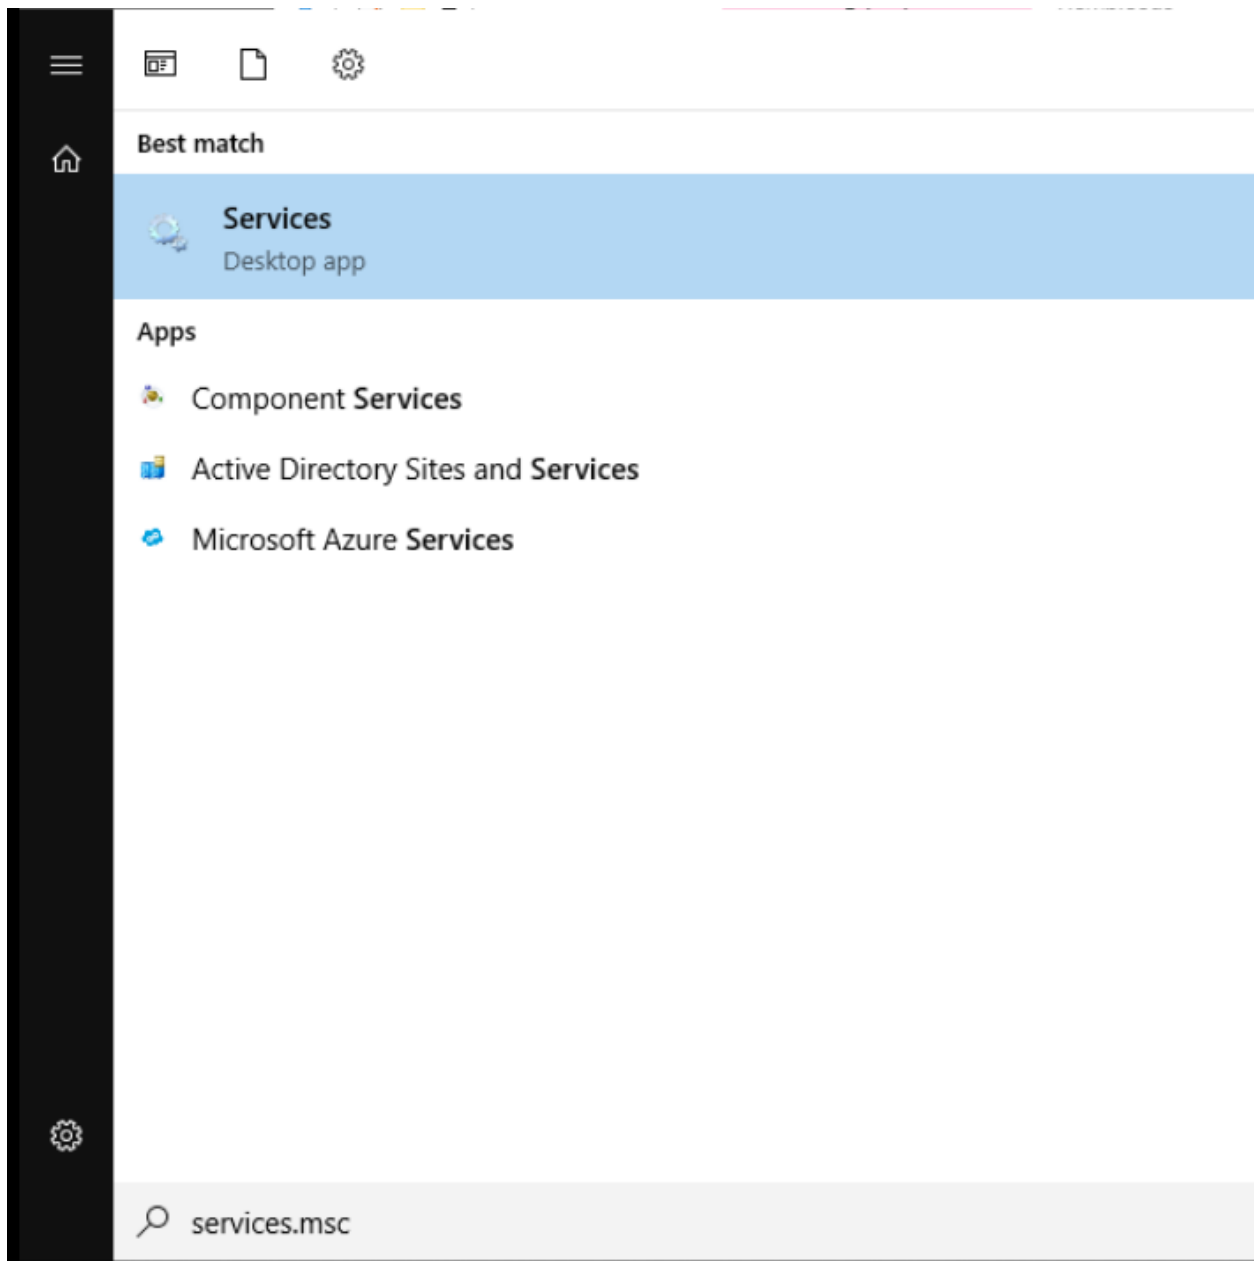 Best match
Services
Desktop app
Apps
Component Services
Active Directory Sites and Services
Microsoft Azure Services
services.msc